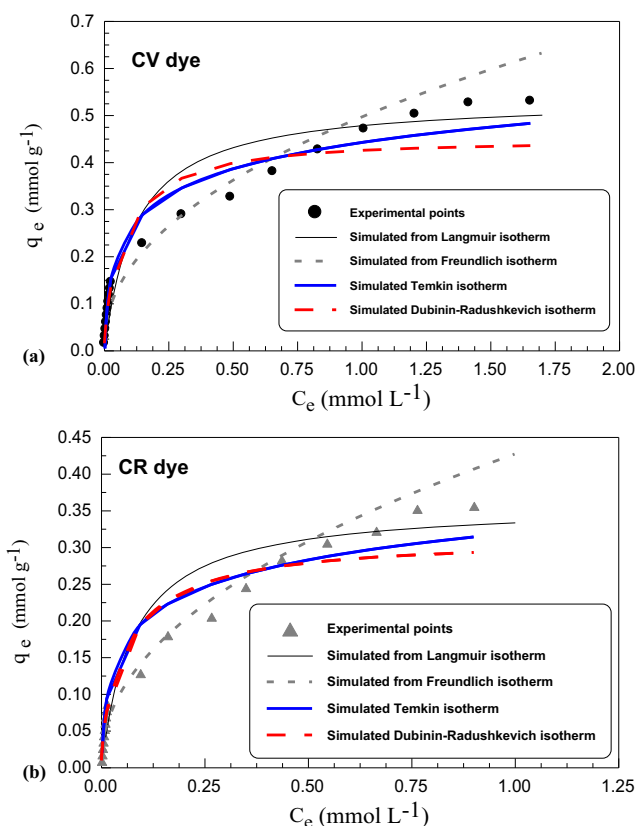 0.7
CV dye
0.6
0.5
0.4
0.3
0.2
0.1
0.0
q e (mmol g-1)
Experimental points
Simulated from Langmuir isotherm
Simulated from Freundlich isotherm
Simulated Temkin isotherm
Simulated Dubinin-Radushkevich isotherm
(a)
0.00 0.25 0.50 0.75 1.00 1.25 1.50 1.75 2.00
Ce (mmol L-1)
0.45
CR dye
0.40
0.35
0.30
0.25
0.20
0.15
0.10
0.05
0.00
q e (mmol g-1)
Experimental points
Simulated from Langmuir isotherm
Simulated from Freundlich isotherm
Simulated Temkin isotherm
Simulated Dubinin-Radushkevich isotherm
(b)
0.00 0.25 0.50 0.75 1.00 1.25
Ce (mmol L-1)